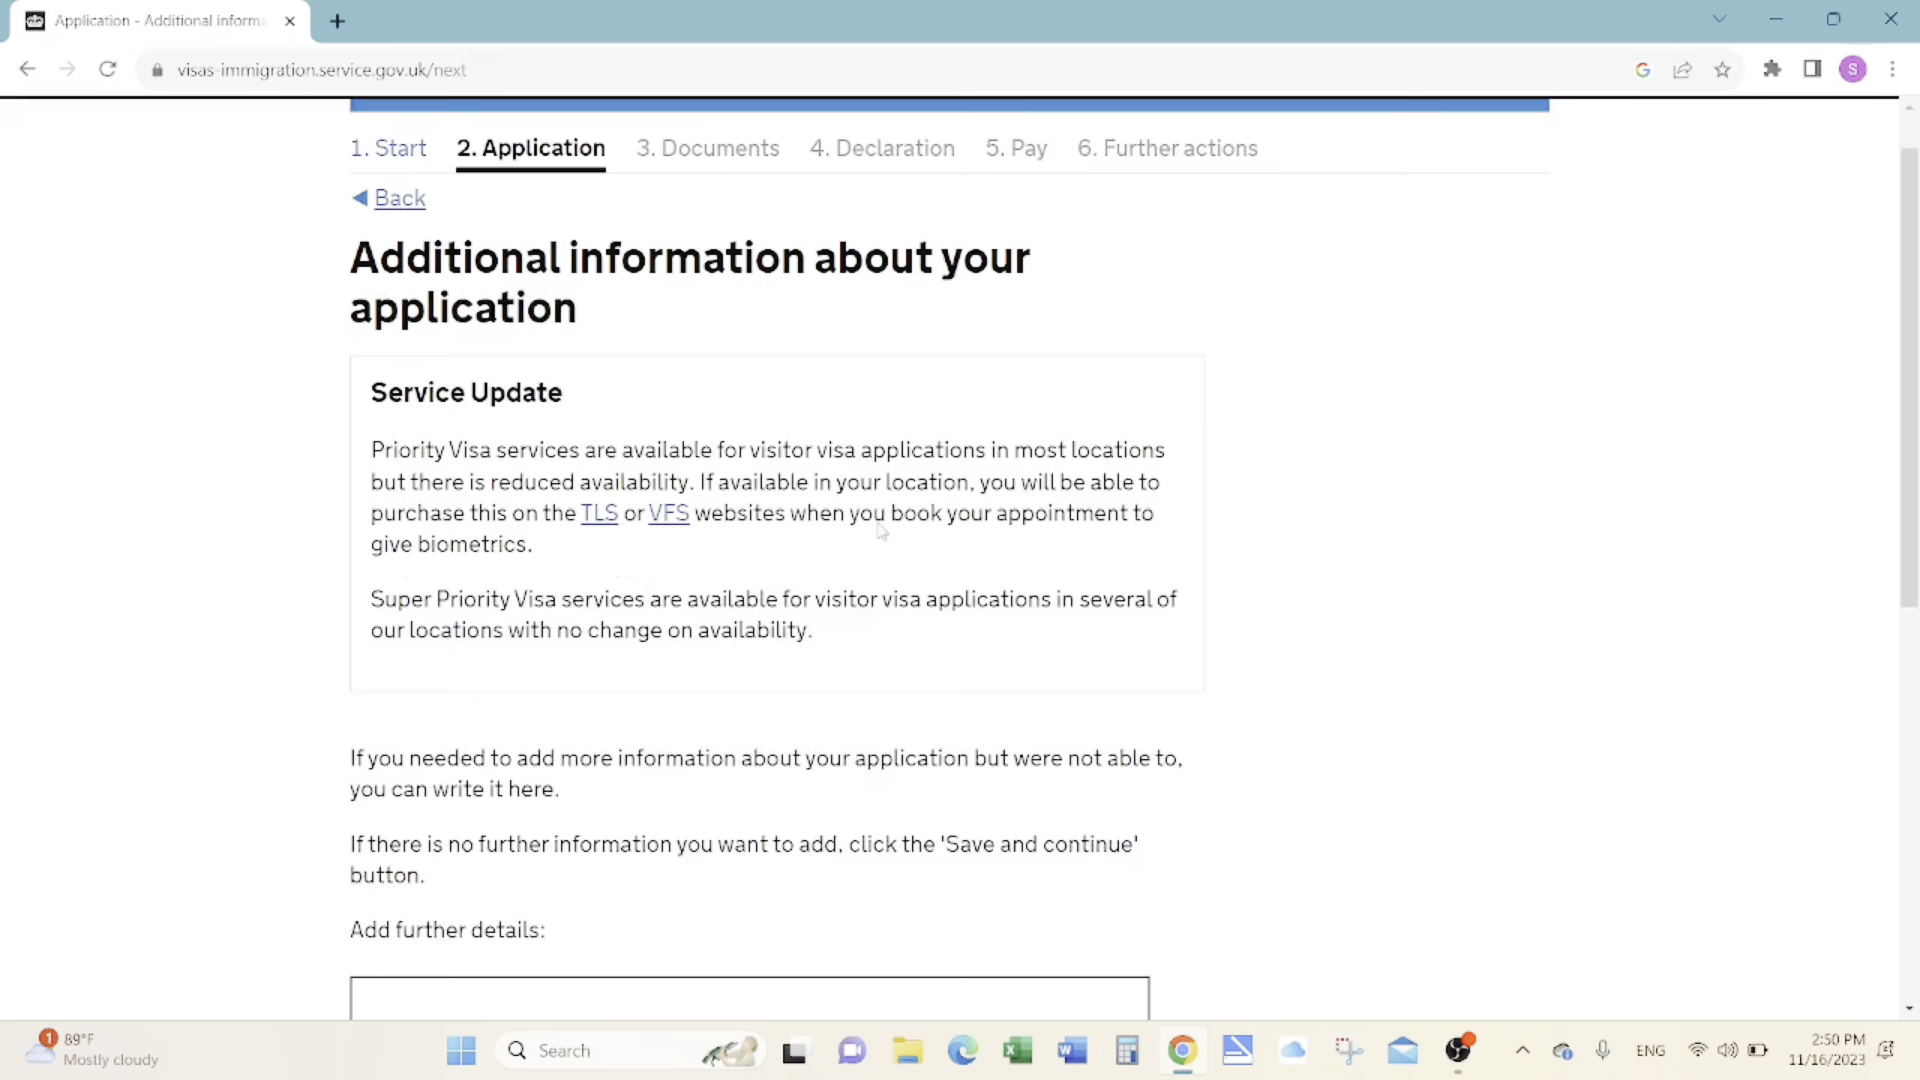 Application - Additional informa
visas-immigration.service.gov.uk/next
S
1. Start 2. Application 3. Documents 4. Declaration 5. Pay 6. Further actions
Back
Additional information about your
application
Service Update
Priority Visa services are available for visitor visa applications in most locations
but there is reduced availability. If available in your location, you will be able to
purchase this on the TLS or VFS websites when you book your appointment to
give biometrics.
Super Priority Visa services are available for visitor visa applications in several of
our locations with no change on availability.
If you needed to add more information about your application but were not able to,
you can write it here.
If there is no further information you want to add, click the 'Save and continue'
button.
Add further details:
1
89°F
Mostly cloudy
Search
ENG
2:50 PM
11/16/2023